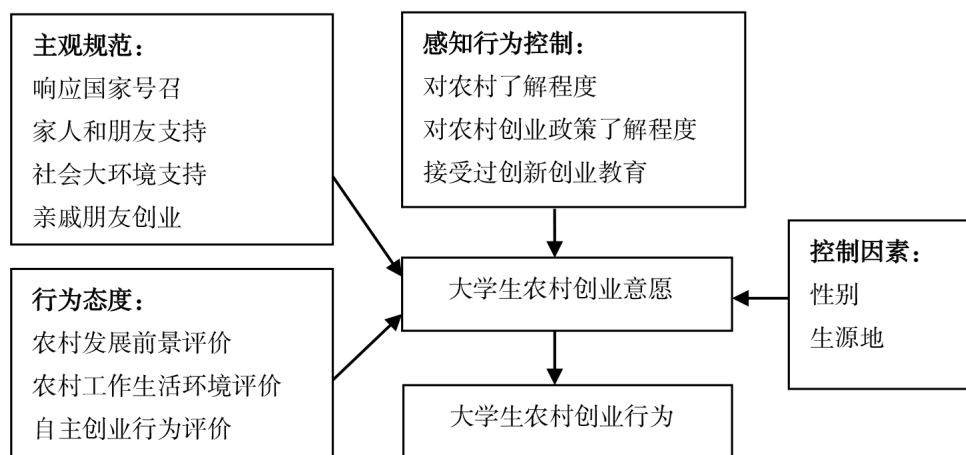 主观规范：
响应国家号召
家人和朋友支持
社会大环境支持
亲戚朋友创业
感知行为控制：
对农村了解程度
对农村创业政策了解程度
接受过创新创业教育
行为态度：
农村发展前景评价
农村工作生活环境评价
自主创业行为评价
大学生农村创业意愿
大学生农村创业行为
控制因素：
性别
生源地